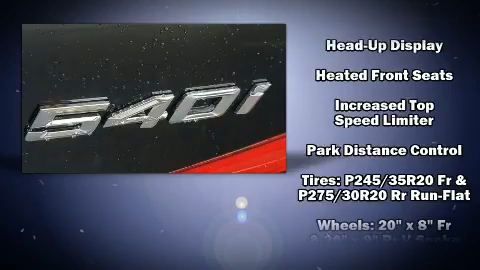 540i
Head-Up Display
Heated Front Seats
Increased Top
Speed Limiter
Park Distance Control
Tires: P245/35R20 Fr &
P275/30R20 Rr Run-Flat
Wheels: 20" x 8" Fr